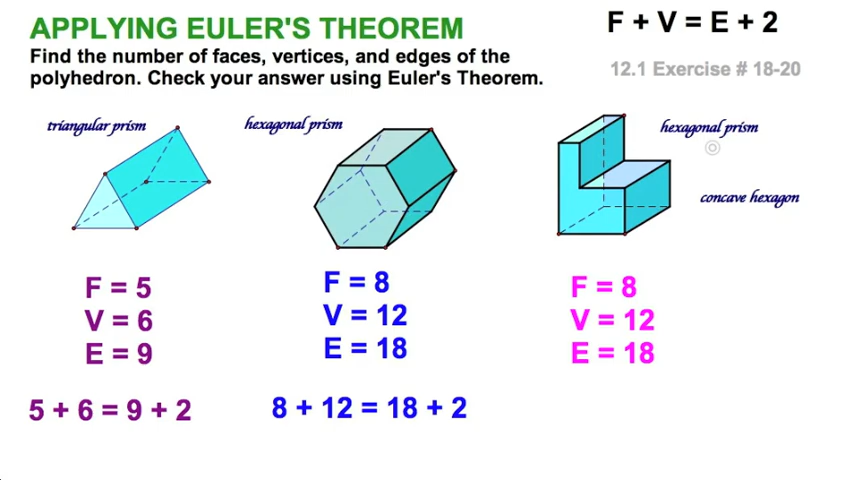 APPLYING EULER'S THEOREM
F + V = E + 2
Find the number of faces, vertices, and edges of the
polyhedron. Check your answer using Euler's Theorem.
12.1 Exercise # 18-20
triangular prism
hexagonal prism
hexagonal prism
concave hexagon
F = 5
V = 6
E = 9
5 + 6 = 9 + 2
F = 8
V = 12
E = 18
8 + 12 = 18 + 2
F = 8
V = 12
E = 18